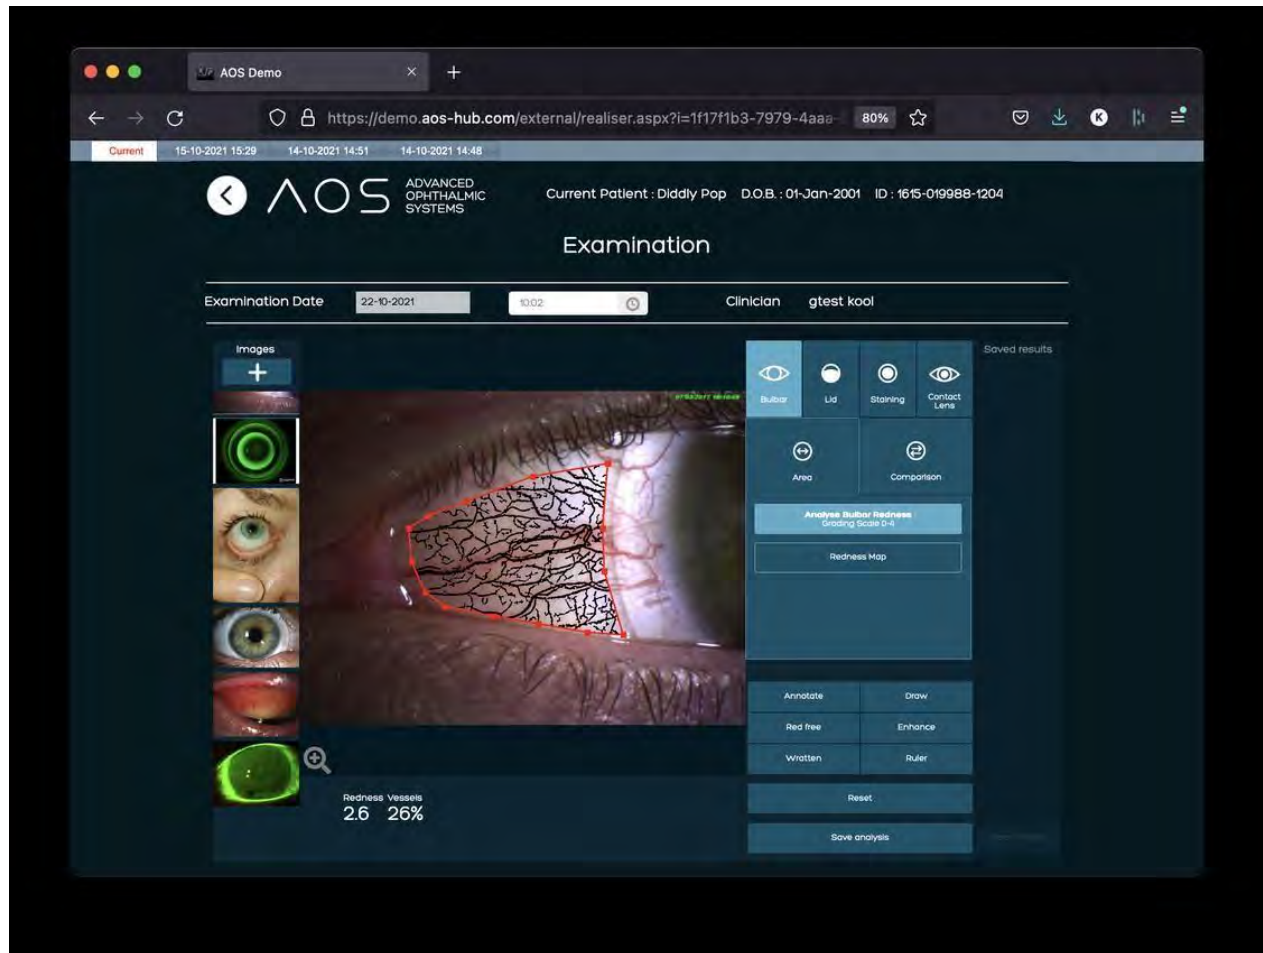 AOS Demo
https://demo.aos-hub.com/external/realiser.aspx?i=1f17f1b3-7979-4aaa-
80%
K
Current 15-10-2021 15:29 14-10-2021 14:51 14-10-2021 14:48
AOS
ADVANCED
OPHTHALMIC
SYSTEMS
Current Patient : Diddly Pop D.O.B. : 01-Jan-2001 ID : 1615-019988-1204
Examination
Examination Date 22-10-2021 10:02 Clinician gtest kool
Images
Saved results
Bulbar Lid Staining Contact
Lens
Area Comparison
Analyse Bulbar Redness
Grading Scale 0-4
Redness Map
Annotate Draw
Red free Enhance
Wratten Ruler
Reset
Save analysis
Redness Vessels
2.6 26%